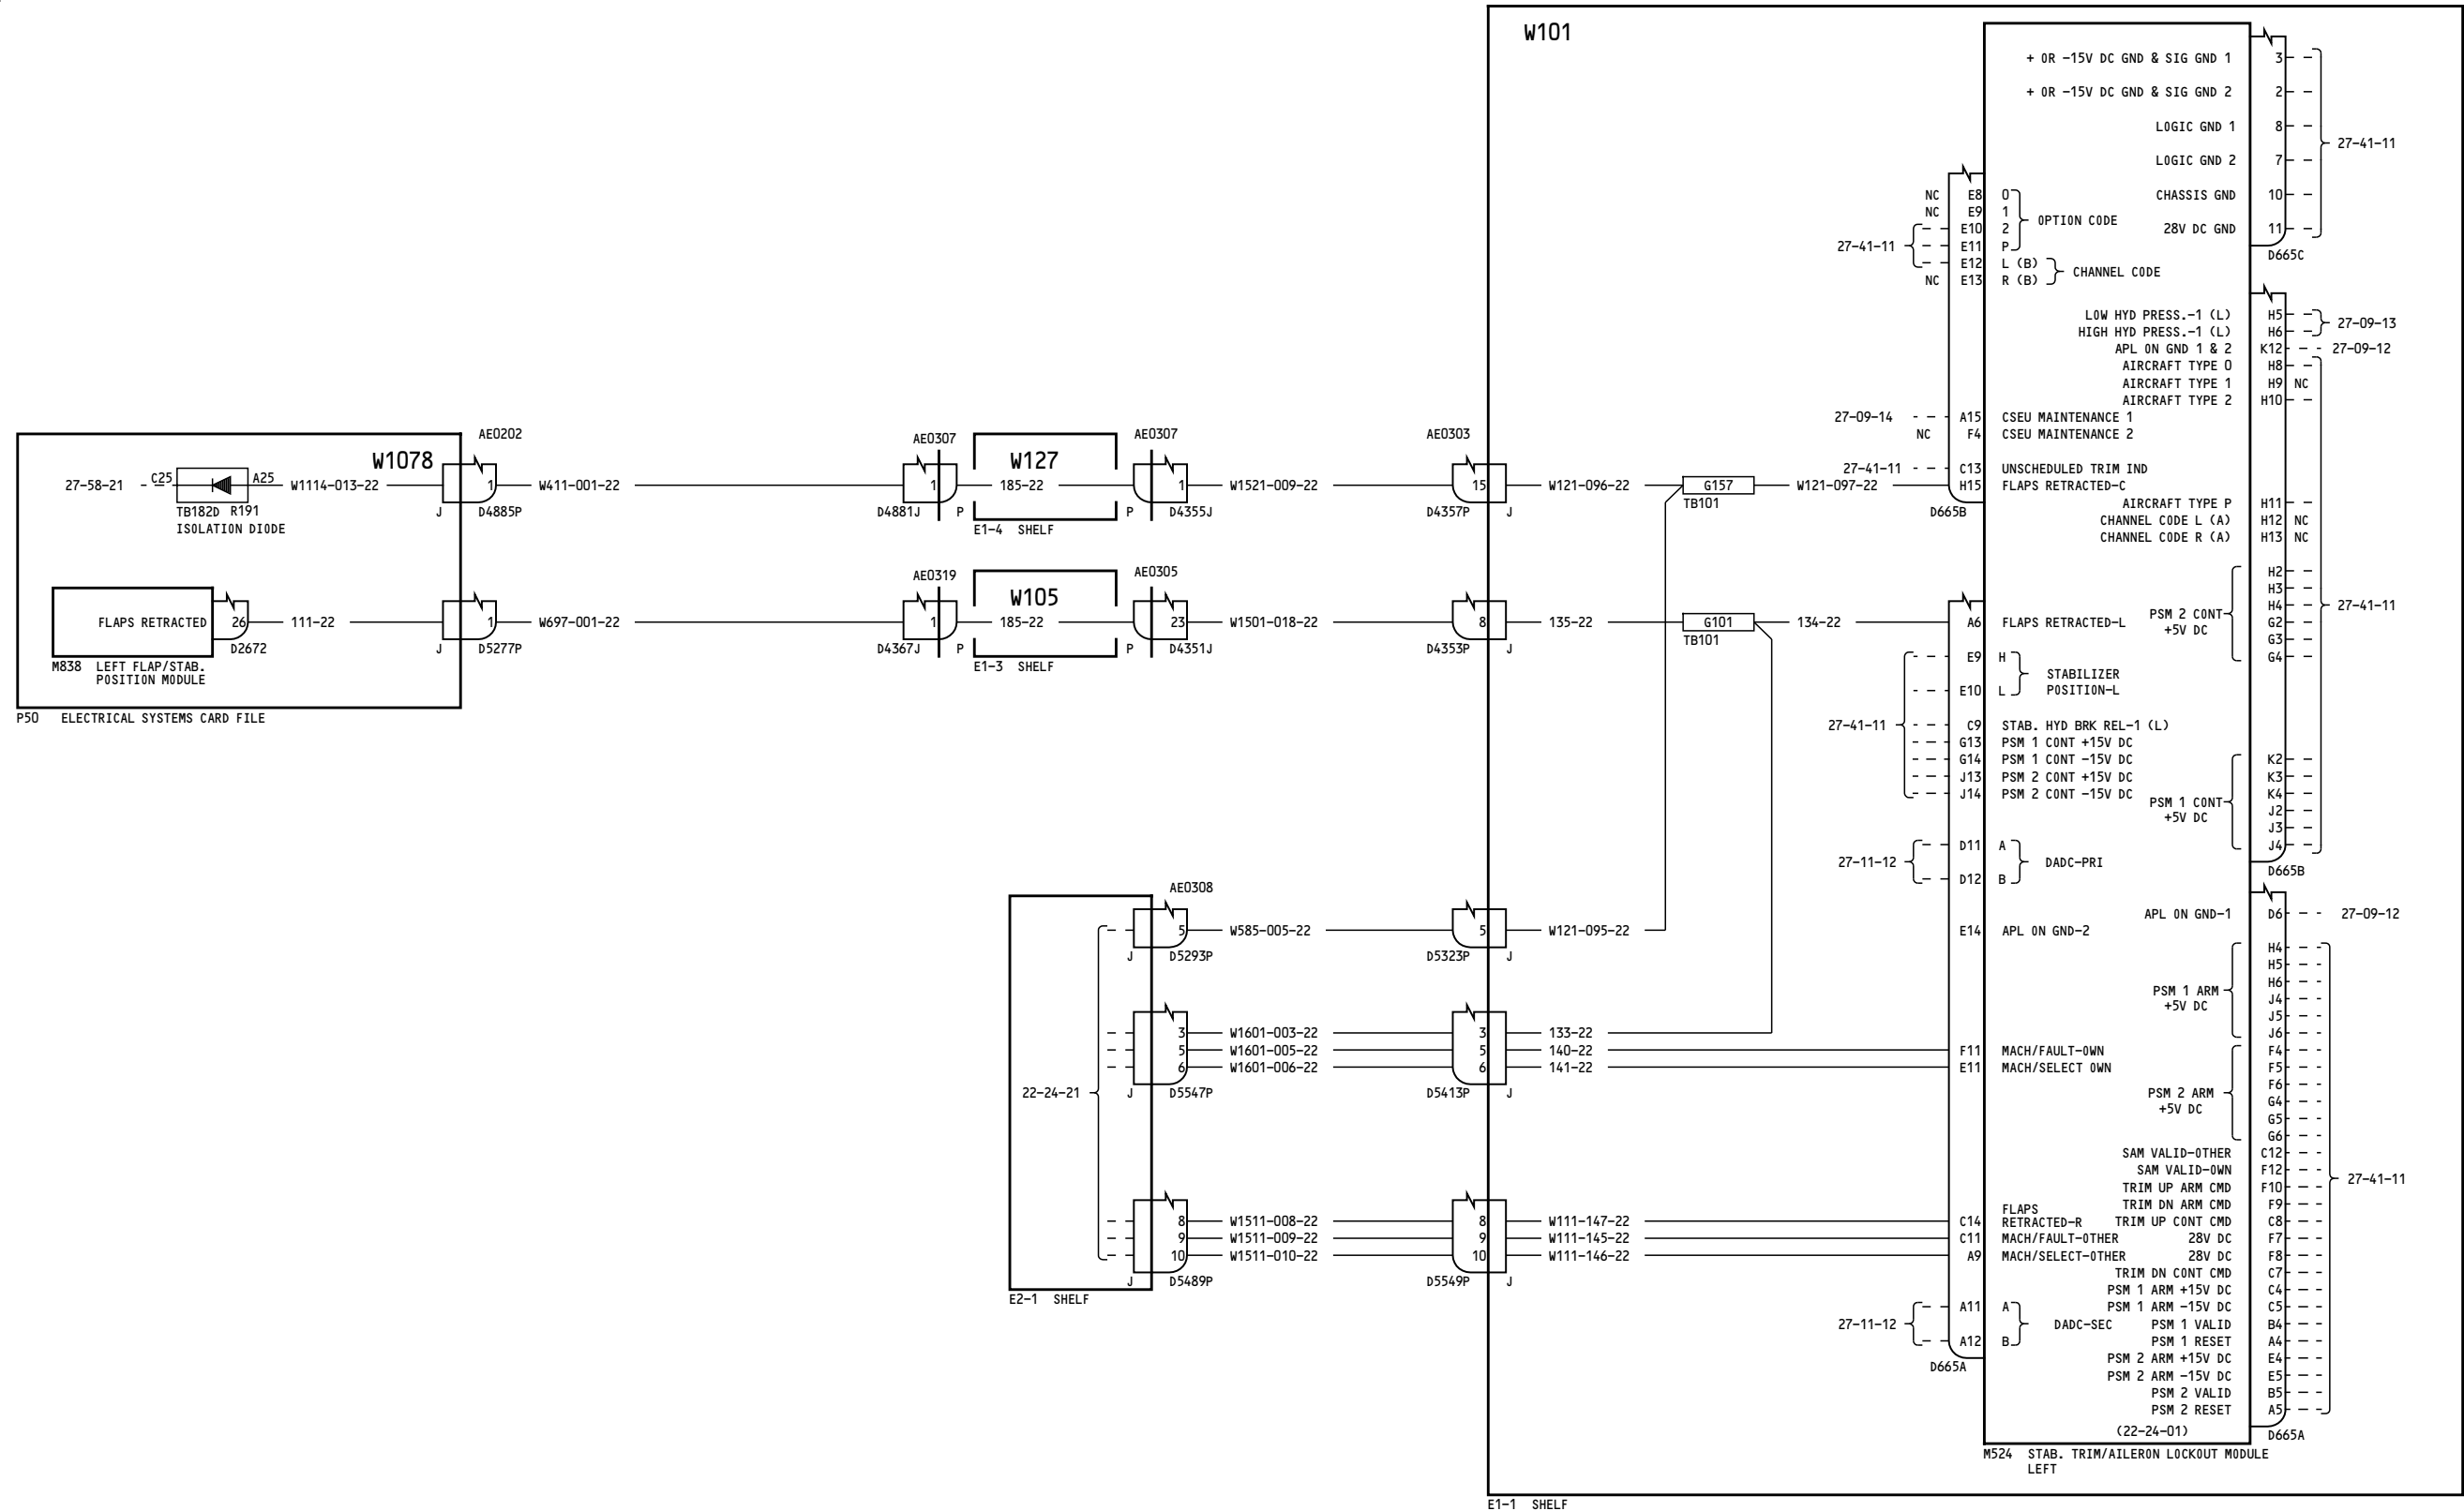 W101
+ OR -15V DC GND & SIG GND 1 3
+ OR -15V DC GND & SIG GND 2 2
LOGIC GND 1 8
27-41-11
LOGIC GND 2 7
CHASSIS GND 10
28V DC GND 11
D665C
NC E8 0
NC E9 1
E10 2
OPTION CODE
27-41-11
E11 P
E12 L (B)
CHANNEL CODE
NC E13 R (B)
LOW HYD PRESS.-1 (L) H5
27-09-13
HIGH HYD PRESS.-1 (L) H6
APL ON GND 1 & 2 K12 27-09-12
AIRCRAFT TYPE 0 H8
AIRCRAFT TYPE 1 H9 NC
AIRCRAFT TYPE 2 H10
27-09-14 A15 CSEU MAINTENANCE 1
NC F4 CSEU MAINTENANCE 2
27-41-11 C13 UNSCHEDULED TRIM IND
H15 FLAPS RETRACTED-C
D665B
AIRCRAFT TYPE P H11
CHANNEL CODE L (A) H12 NC
CHANNEL CODE R (A) H13 NC
W1078
AE0202
27-58-21 C25 A25 W1114-013-22 1 W411-001-22
TB182D R191
ISOLATION DIODE
J D4885P
AE0307
W127
AE0307
1 185-22 1 W1521-009-22
D4881J P
P D4355J
E1-4 SHELF
AE0303
15 W121-096-22 G157 W121-097-22
TB101
D4357P J
FLAPS RETRACTED 26 111-22 1 W697-001-22
D2672
J D5277P
M838 LEFT FLAP/STAB.
POSITION MODULE
P50 ELECTRICAL SYSTEMS CARD FILE
AE0319
W105
AE0305
1 185-22 23 W1501-018-22
D4367J P
P D4351J
E1-3 SHELF
8 135-22 G101 134-22
TB101
D4353P J
A6 FLAPS RETRACTED-L
E9 H
STABILIZER
POSITION-L
E10 L
27-41-11
C9 STAB. HYD BRK REL-1 (L)
G13 PSM 1 CONT +15V DC
G14 PSM 1 CONT -15V DC
J13 PSM 2 CONT +15V DC
J14 PSM 2 CONT -15V DC
H2
H3
H4
PSM 2 CONT
+5V DC
G2
G3
G4
27-41-11
K2
K3
K4
PSM 1 CONT
+5V DC
J2
J3
J4
D665B
D11 A
27-11-12
DADC-PRI
D12 B
E14 APL ON GND-2
APL ON GND-1 D6 27-09-12
AE0308
5 W585-005-22 5 W121-095-22
J D5293P
D5323P J
3 W1601-003-22 3 133-22
5 W1601-005-22 5 140-22
6 W1601-006-22 6 141-22
22-24-21
J D5547P
D5413P J
F11 MACH/FAULT-OWN
E11 MACH/SELECT OWN
8 W1511-008-22 8 W111-147-22
9 W1511-009-22 9 W111-145-22
10 W1511-010-22 10 W111-146-22
J D5489P
D5549P J
E2-1 SHELF
FLAPS
C14 RETRACTED-R
C11 MACH/FAULT-OTHER
A9 MACH/SELECT-OTHER
A11 A
27-11-12
DADC-SEC
A12 B
D665A
H4
H5
H6
PSM 1 ARM
+5V DC
J4
J5
J6
F4
F5
F6
PSM 2 ARM
+5V DC
G4
G5
G6
SAM VALID-OTHER C12
SAM VALID-OWN F12
27-41-11
TRIM UP ARM CMD F10
TRIM DN ARM CMD F9
TRIM UP CONT CMD C8
28V DC F7
28V DC F8
TRIM DN CONT CMD C7
PSM 1 ARM +15V DC C4
PSM 1 ARM -15V DC C5
PSM 1 VALID B4
PSM 1 RESET A4
PSM 2 ARM +15V DC E4
PSM 2 ARM -15V DC E5
PSM 2 VALID B5
PSM 2 RESET A5
(22-24-01)
D665A
M524 STAB. TRIM/AILERON LOCKOUT MODULE
LEFT
E1-1 SHELF